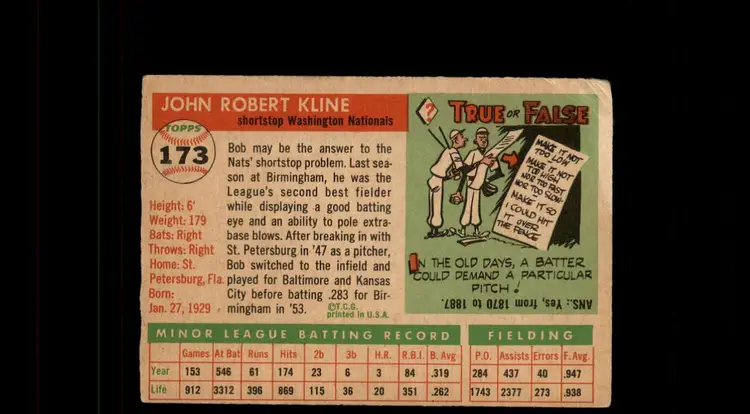 JOHN ROBERT KLINE
shortstop Washington Nationals
TOPPS
173
Height: 6'
Weight: 179
Bats: Right
Throws: Right
Home: St.
Petersburg, Fla.
Born:
Jan. 27, 1929
Bob may be the answer to the
Nats' shortstop problem. Last sea-
son at Birmingham, he was the
League's second best fielder
while displaying a good batting
eye and an ability to pole extra-
base blows. After breaking in with
St. Petersburg in '47 as a pitcher,
Bob switched to the infield and
played for Baltimore and Kansas
City before batting .283 for Bir-
mingham in '53.
©T.C.G.
printed in U.S.A.
?
TRUE OR FALSE
MAKE IT NOT
TOO LOW
MAKE IT NOT
TOO HIGH
NOR TOO FAST
NOR TOO SLOW-
MAKE IT SO
I COULD HIT
IT OVER
THE FENCE
IN THE OLD DAYS, A BATTER
COULD DEMAND A PARTICULAR
PITCH!
ANS.: Yes, from 1870 to 1887.
MINOR LEAGUE BATTING RECORD
FIELDING
Games At Bat Runs Hits 2b 3b H.R. R.B.I. B. Avg. P.O. Assists Errors F. Avg.
Year 153 546 61 174 23 6 3 84 .319 284 437 40 .947
Life 912 3312 396 869 115 36 20 351 .262 1743 2377 273 .938